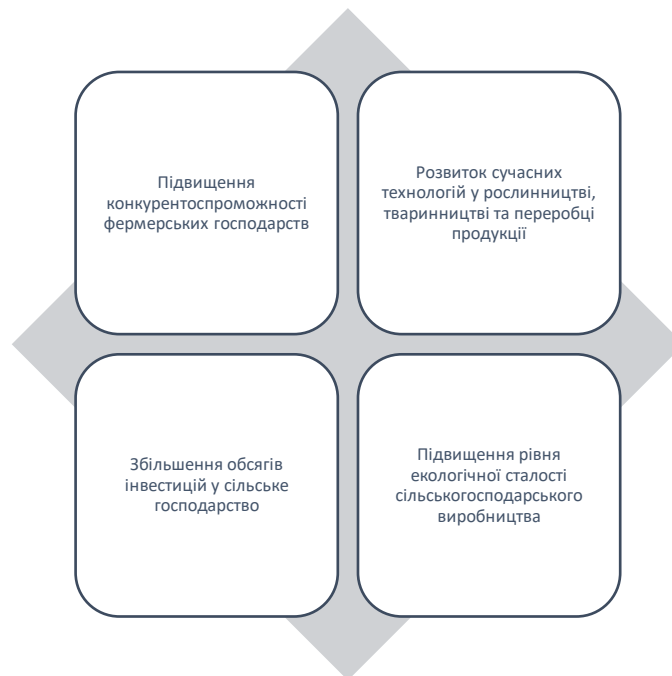 Підвищення
конкурентоспроможності
фермерських господарств
Розвиток сучасних
технологій у рослинництві,
тваринництві та переробці
продукції
Збільшення обсягів
інвестицій у сільське
господарство
Підвищення рівня
екологічної сталості
сільськогосподарського
виробництва